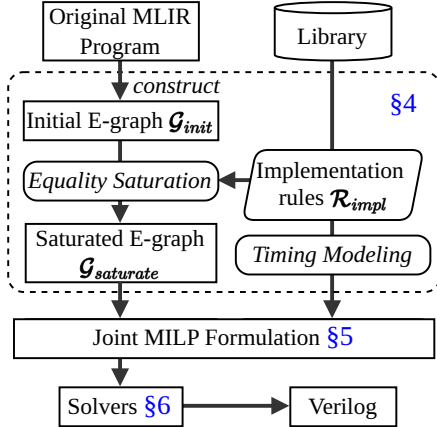 Original MLIR
Program
Library
construct
§4
Initial E-graph 𝓖init
Equality Saturation
Implementation
rules 𝓡impl
Saturated E-graph
𝓖saturate
Timing Modeling
Joint MILP Formulation §5
Solvers §6
Verilog